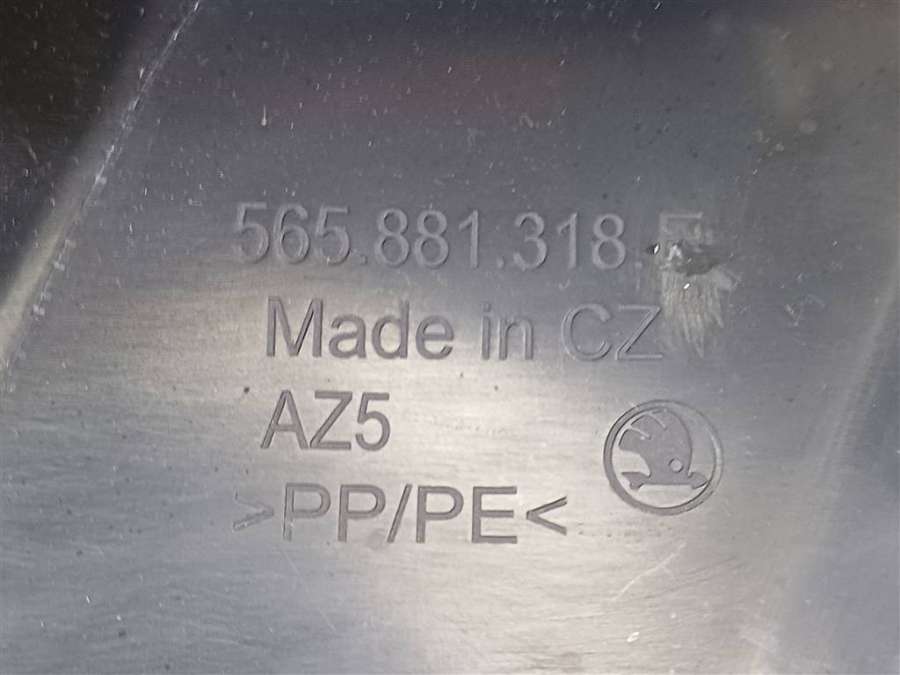 565.881.318.
Made in CZ
AZ5
>PP/PE<